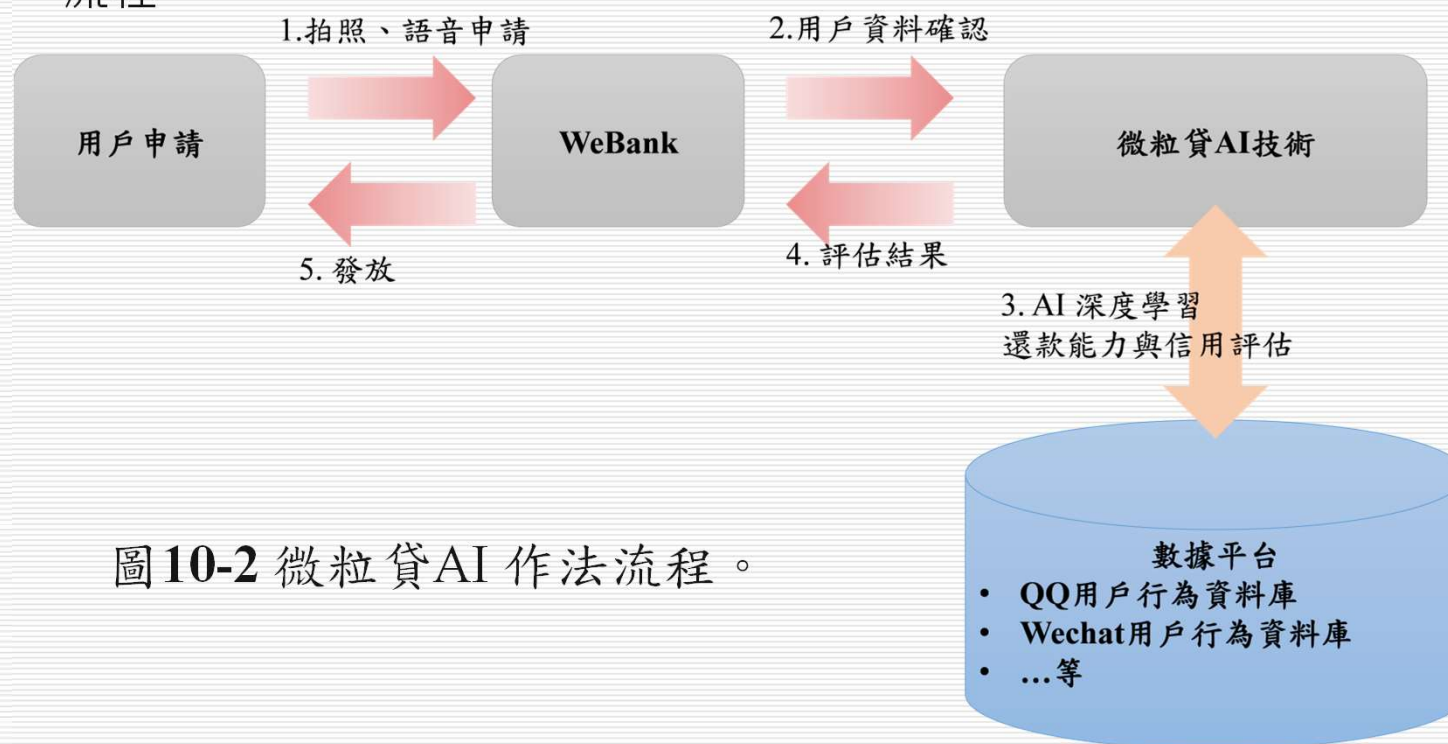 流程
1.拍照、語音申請
2.用戶資料確認
用戶申請
WeBank
微粒貸AI技術
5. 發放
4. 評估結果
3. AI 深度學習
還款能力與信用評估
圖10-2 微粒貸AI 作法流程。
數據平台
• QQ用戶行為資料庫
• Wechat用戶行為資料庫
• …等